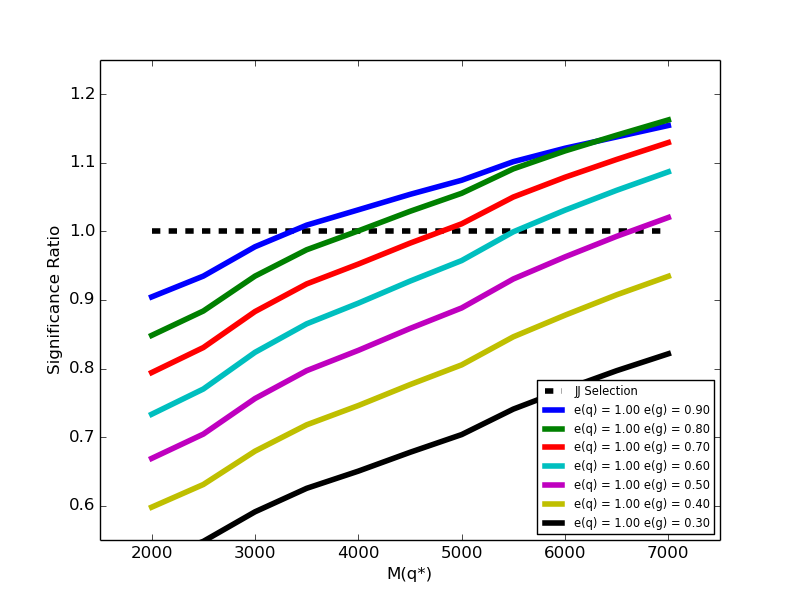 1.2
1.1
1.0
0.9
0.8
0.7
0.6
Significance Ratio
JJ Selection
e(q) = 1.00 e(g) = 0.90
e(q) = 1.00 e(g) = 0.80
e(q) = 1.00 e(g) = 0.70
e(q) = 1.00 e(g) = 0.60
e(q) = 1.00 e(g) = 0.50
e(q) = 1.00 e(g) = 0.40
e(q) = 1.00 e(g) = 0.30
2000 3000 4000 5000 6000 7000
M(q*)